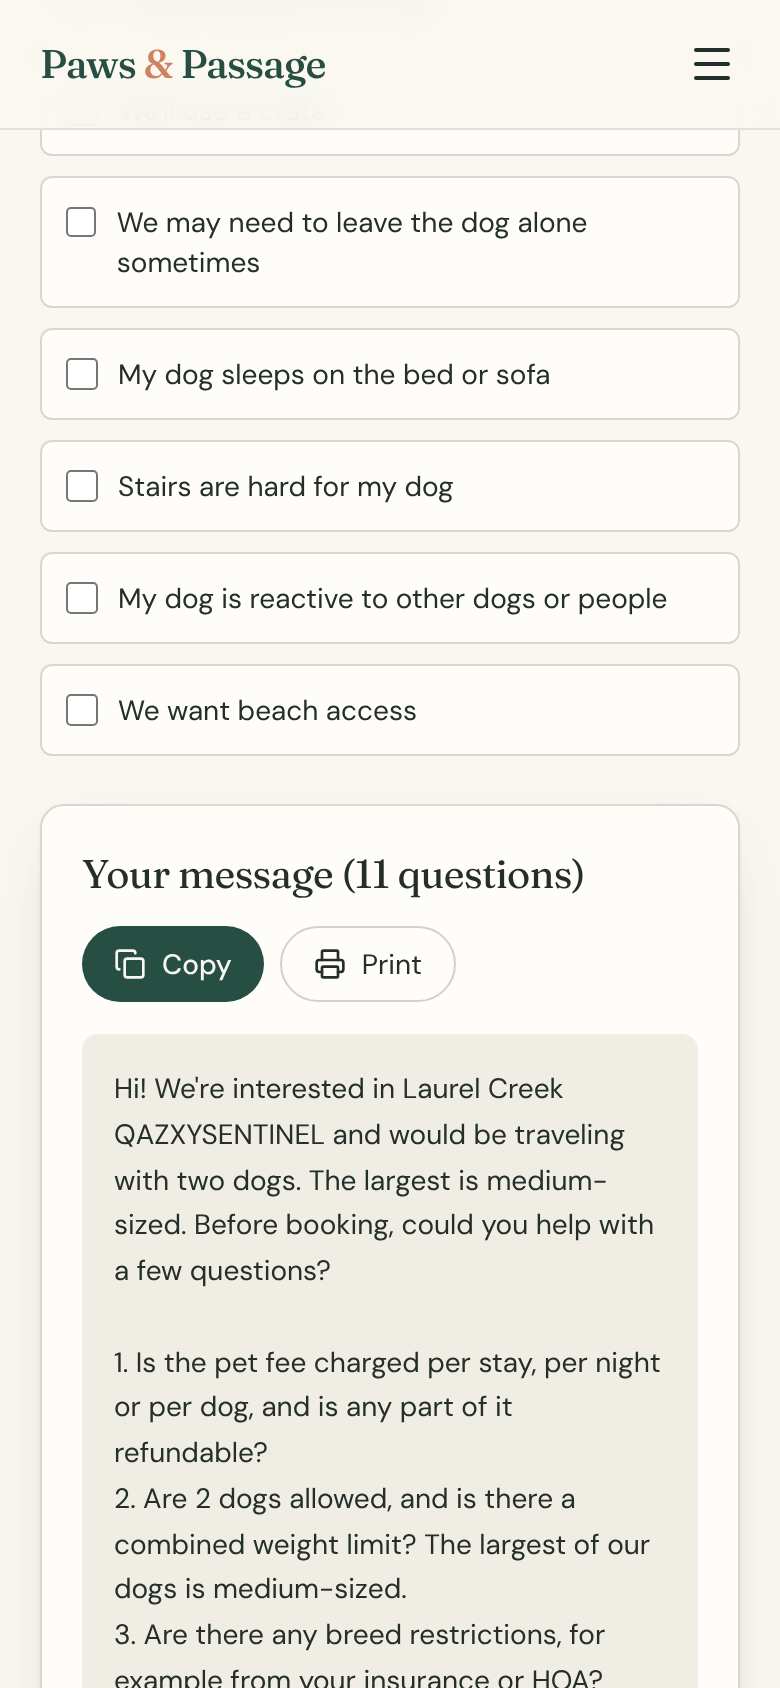 Paws & Passage
We may need to leave the dog alone
sometimes
My dog sleeps on the bed or sofa
Stairs are hard for my dog
My dog is reactive to other dogs or people
We want beach access
Your message (11 questions)
Copy
Print
Hi! We're interested in Laurel Creek
QAZXYSENTINEL and would be traveling
with two dogs. The largest is medium-
sized. Before booking, could you help with
a few questions?
1. Is the pet fee charged per stay, per night
or per dog, and is any part of it
refundable?
2. Are 2 dogs allowed, and is there a
combined weight limit? The largest of our
dogs is medium-sized.
3. Are there any breed restrictions, for
example from your insurance or HOA?